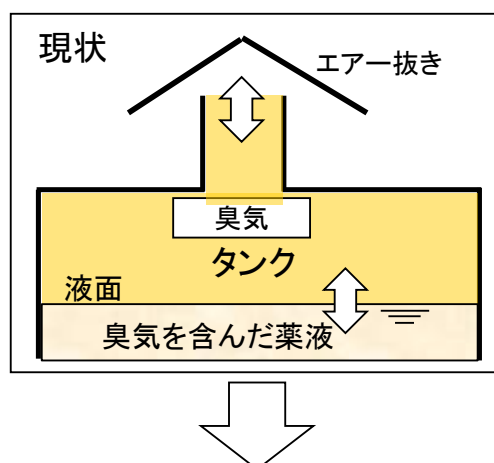 現状
エアー抜き
臭気
タンク
液面
臭気を含んだ薬液